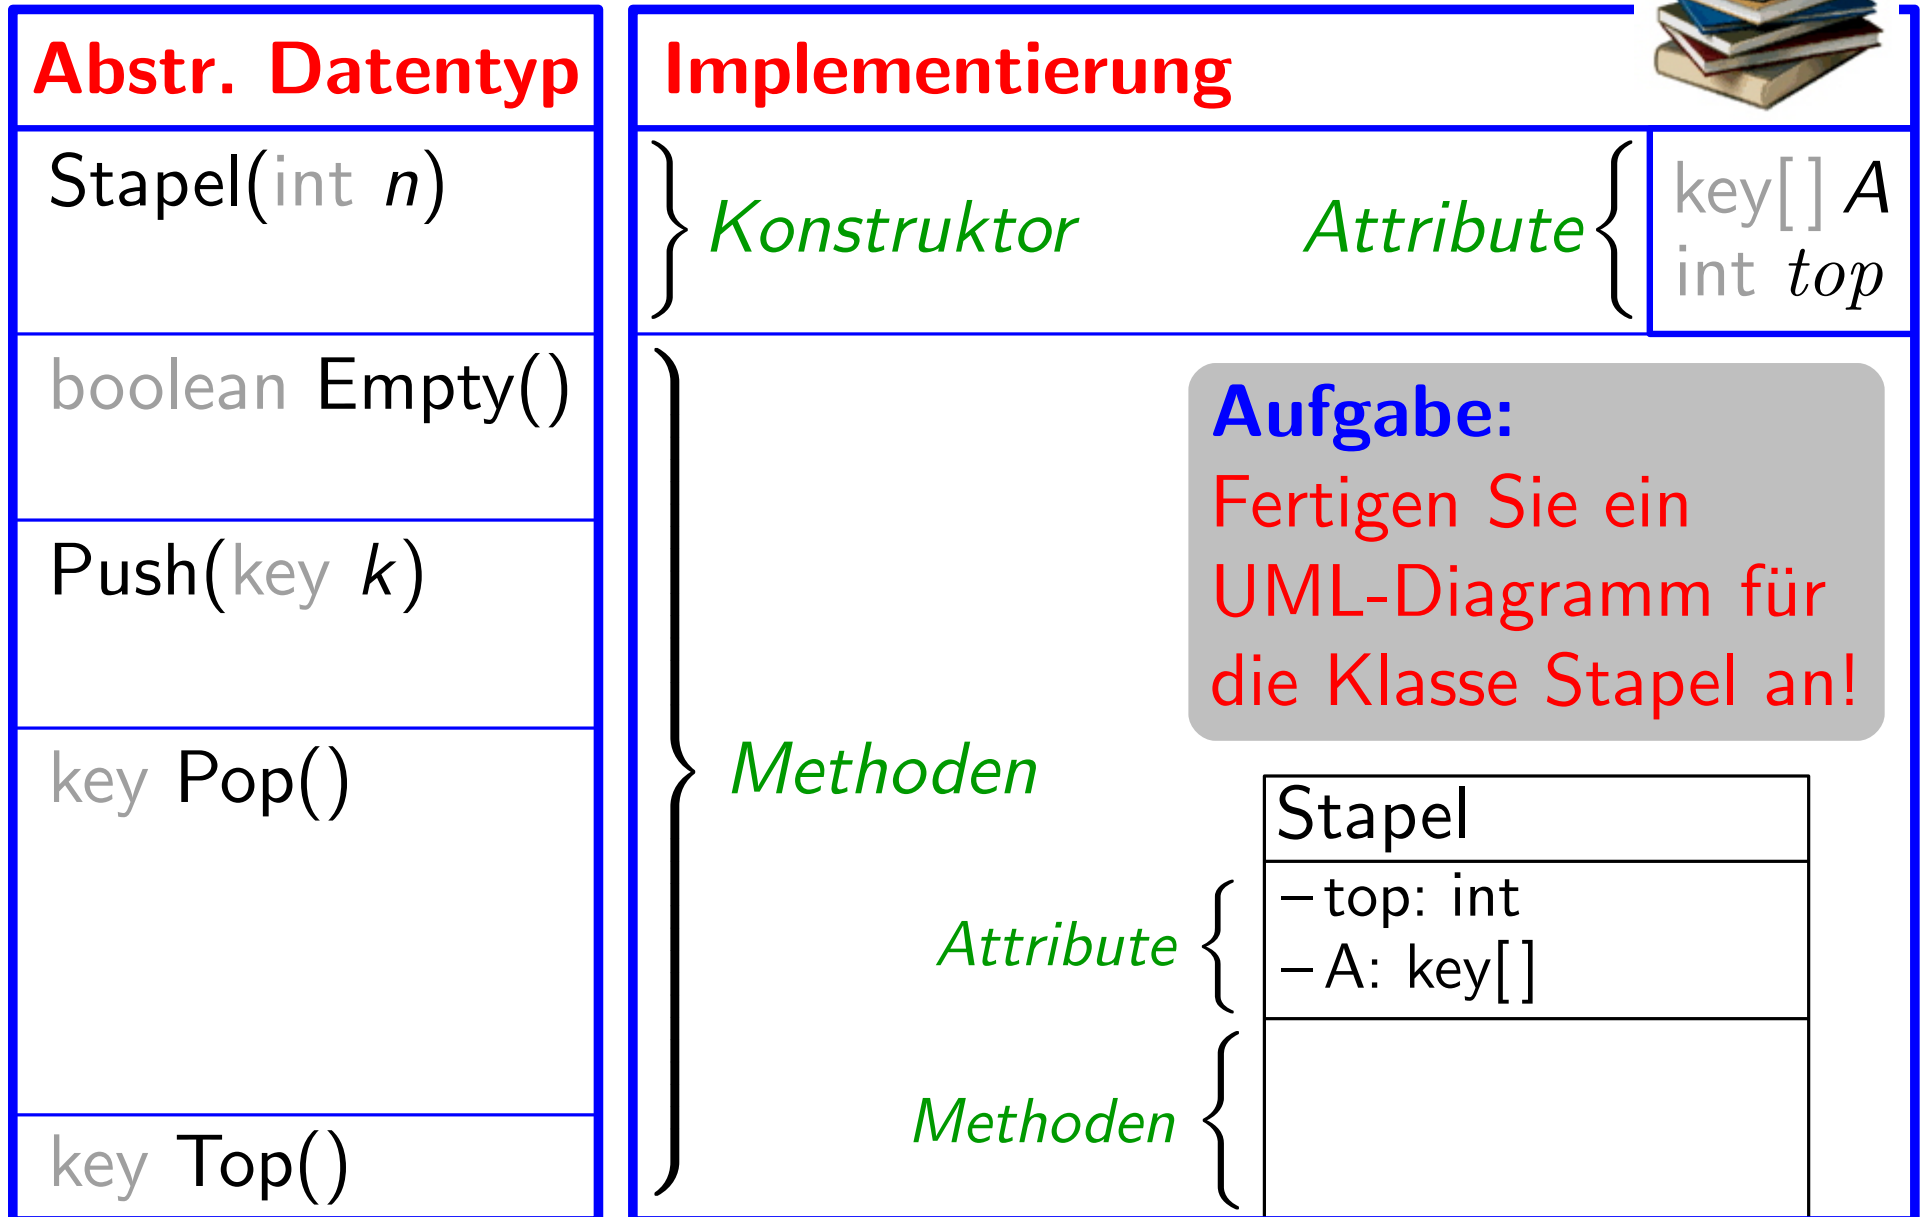 Abstr. Datentyp
Stapel(int n)
boolean Empty()
Push(key k)
key Pop()
key Top()
Implementierung
Konstruktor
Attribute
key[] A
int top
Methoden
Aufgabe:
Fertigen Sie ein
UML-Diagramm für
die Klasse Stapel an!
Stapel
Attribute
– top: int
– A: key[]
Methoden